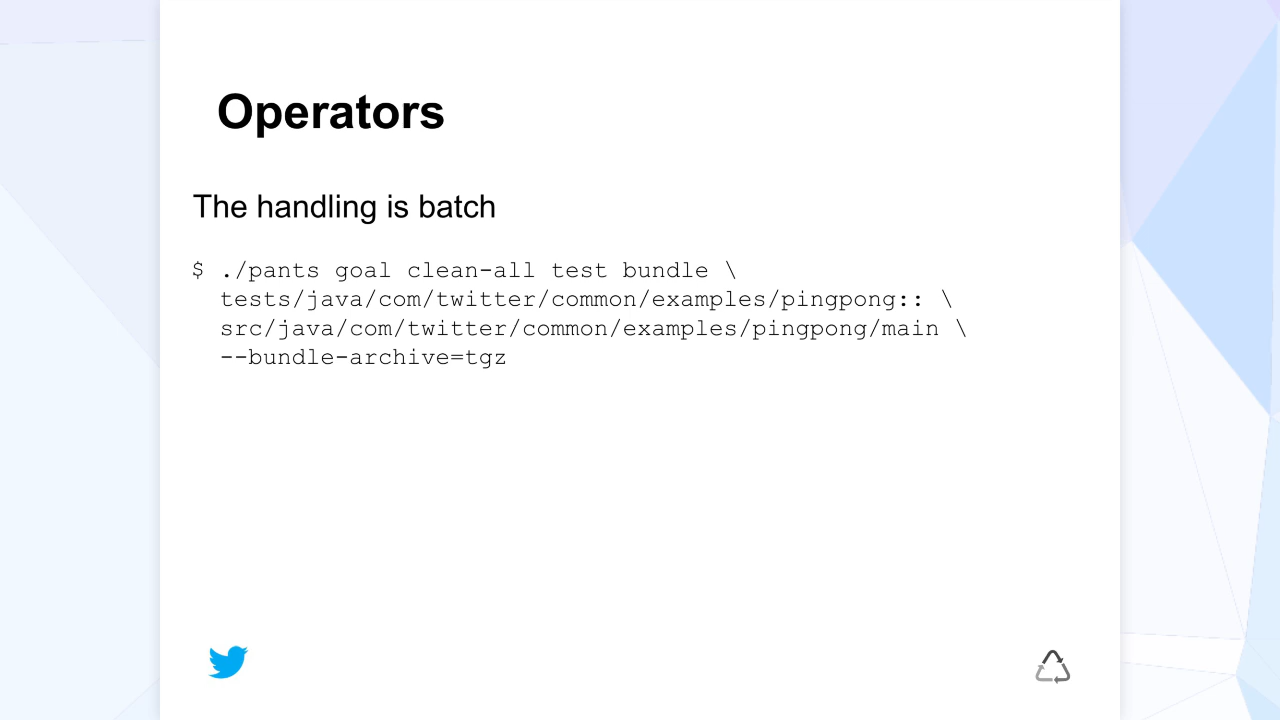 Operators
The handling is batch
$ ./pants goal clean-all test bundle \
tests/java/com/twitter/common/examples/pingpong:: \
src/java/com/twitter/common/examples/pingpong/main \
--bundle-archive=tgz